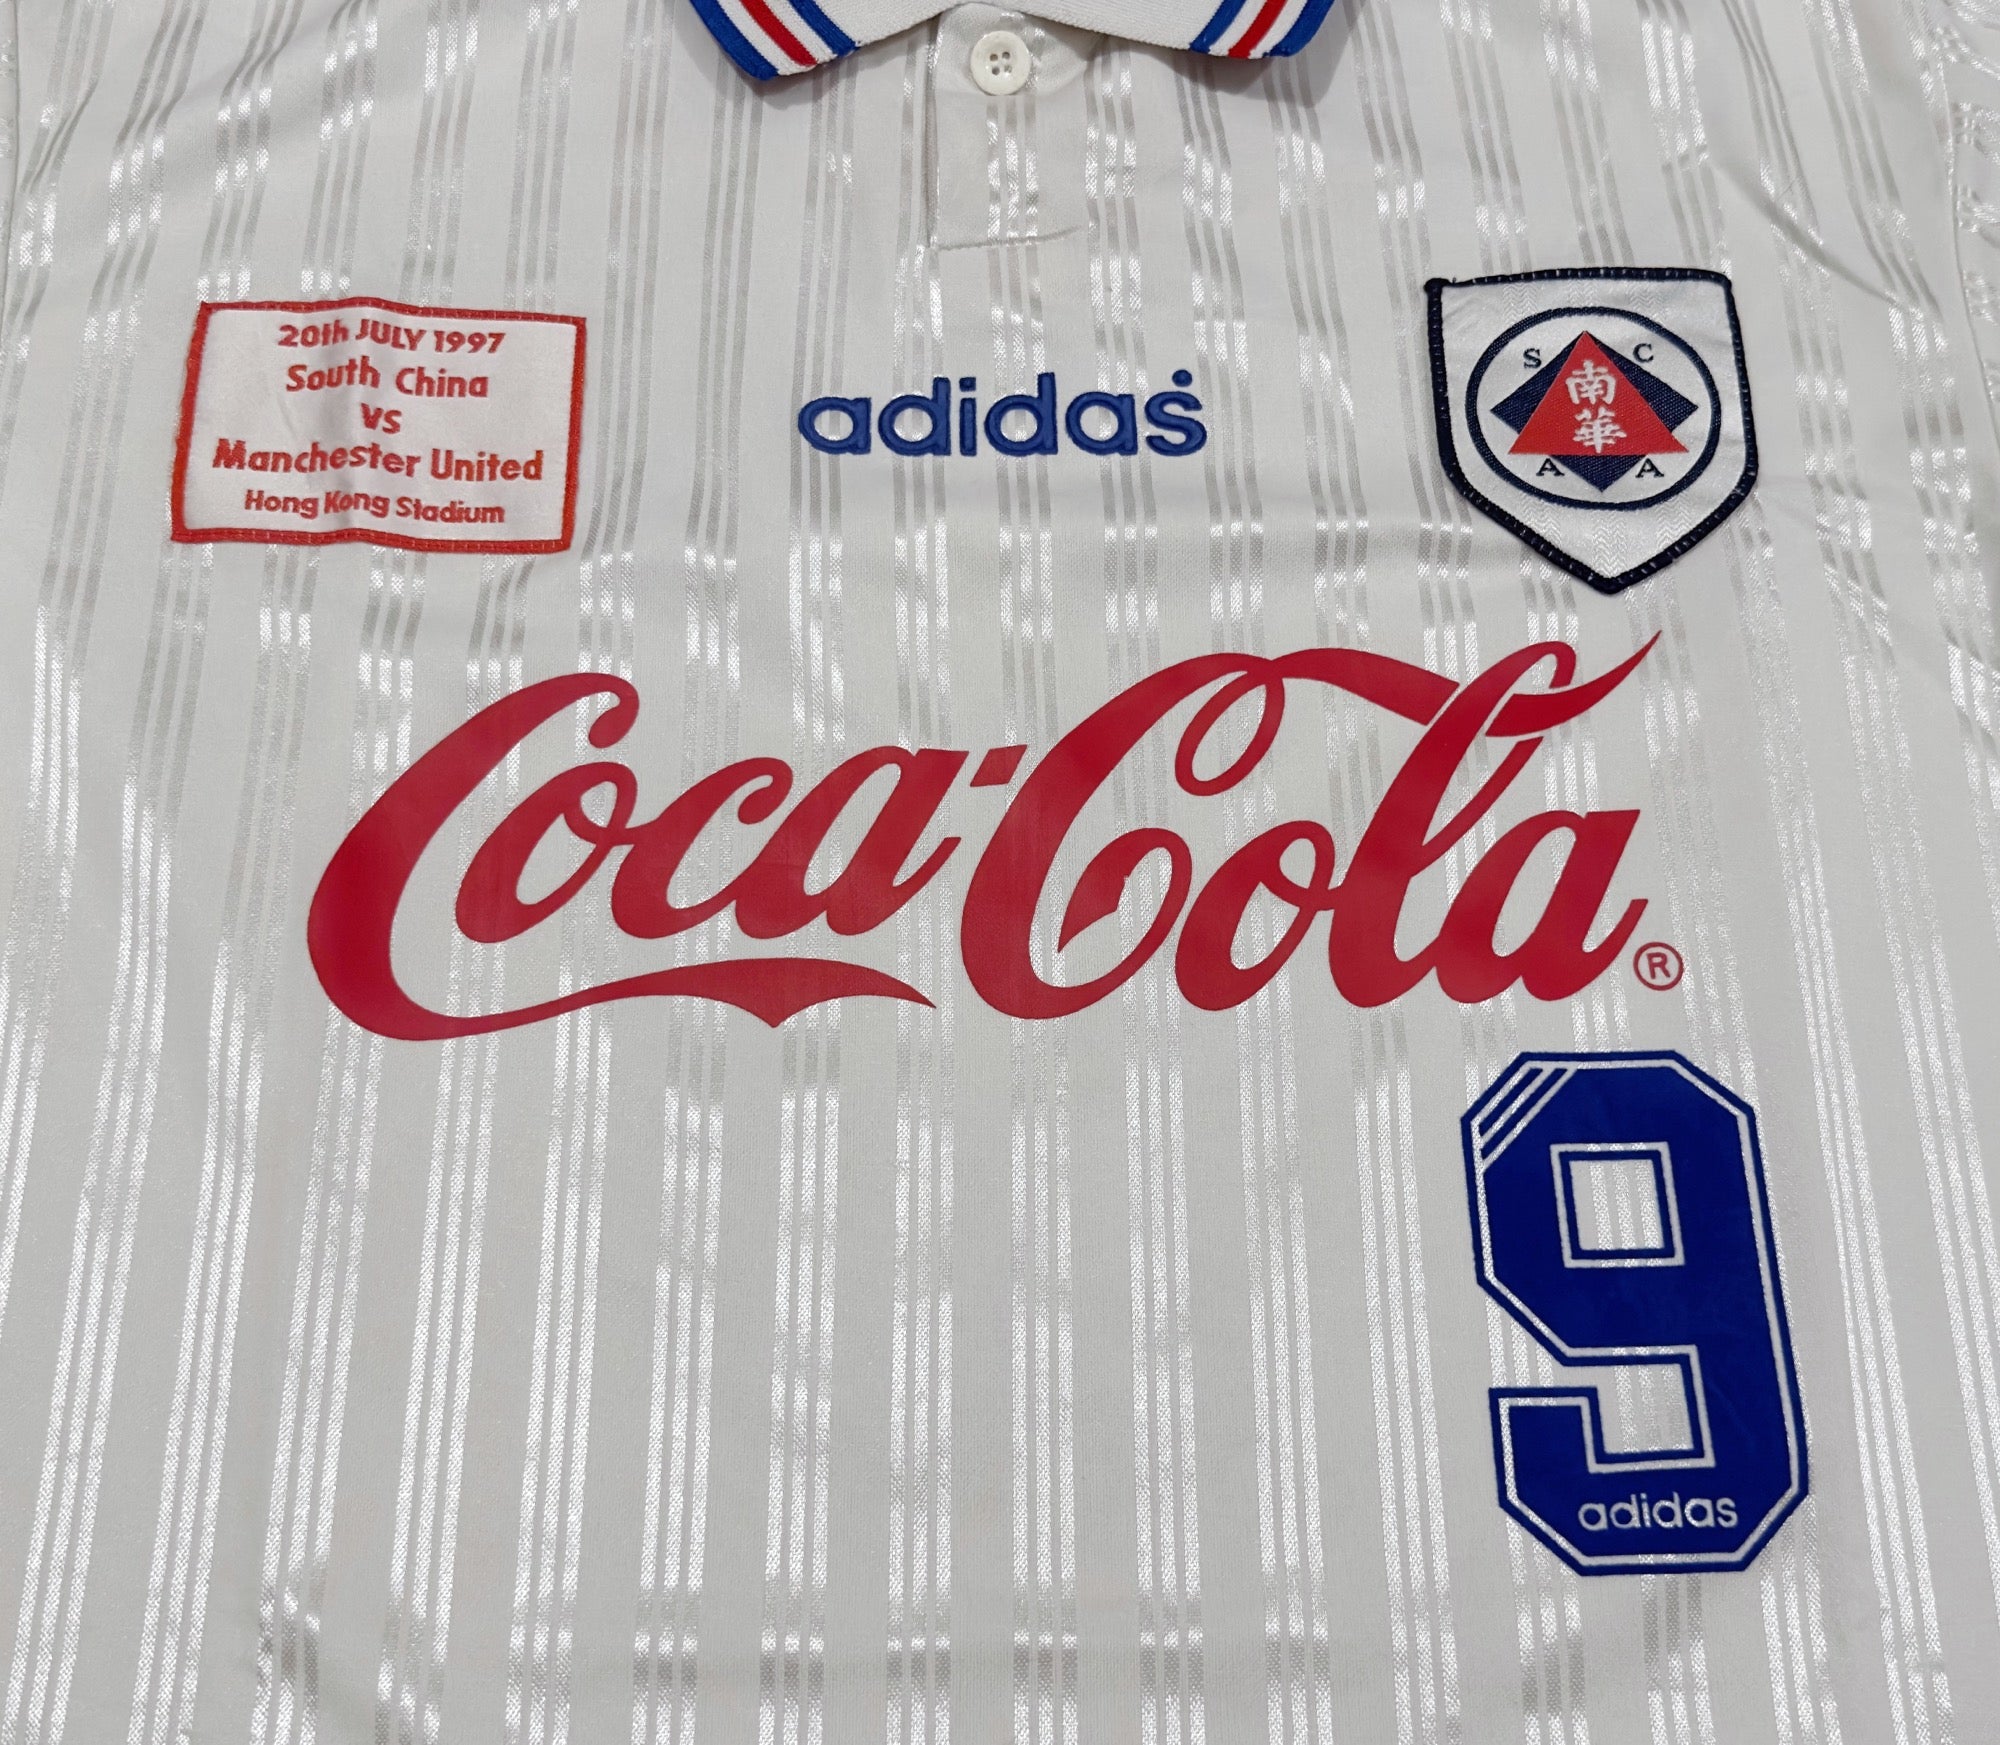 20th JULY 1997
South China
VS
Manchester United
Hong Kong Stadium
adidas
S C
南
華
A A
Coca-Cola
®
9
adidas